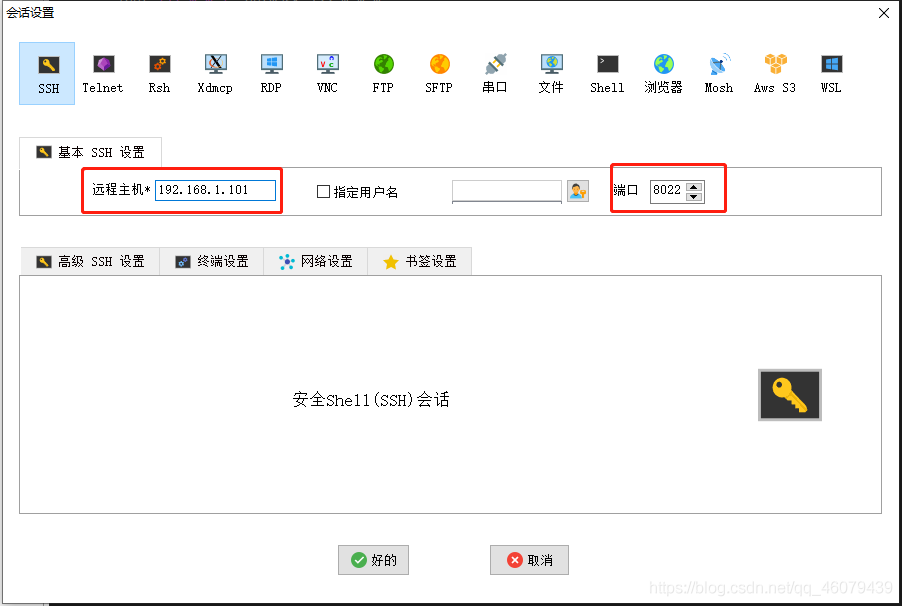 会话设置
SSH Telnet Rsh Xdmcp RDP VNC FTP SFTP 串口 文件 Shell 浏览器 Mosh Aws S3 WSL
基本 SSH 设置
远程主机* 192.168.1.101 指定用户名 端口 8022
高级 SSH 设置 终端设置 网络设置 书签设置
安全Shell(SSH)会话
好的 取消
https://blog.csdn.net/qq_46079439